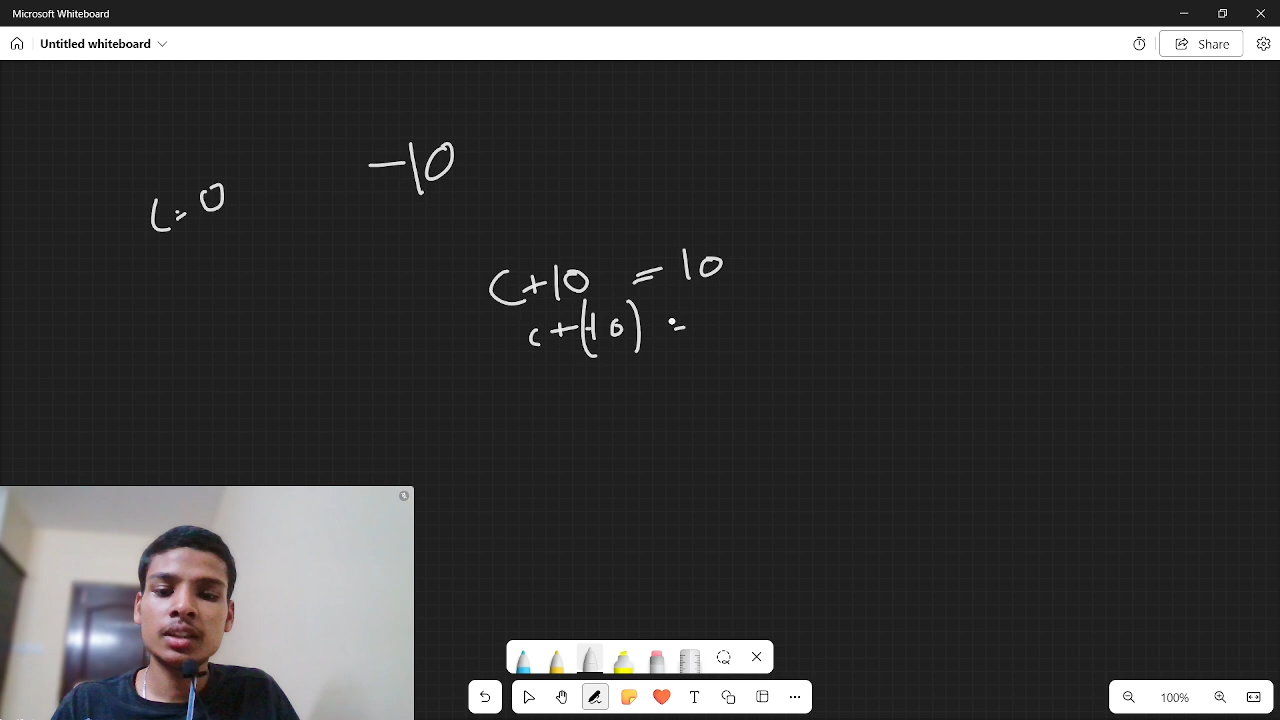 Microsoft Whiteboard
Untitled whiteboard
Share
-10
c=0
C+10 = 10
c+(-10) =
T
100%